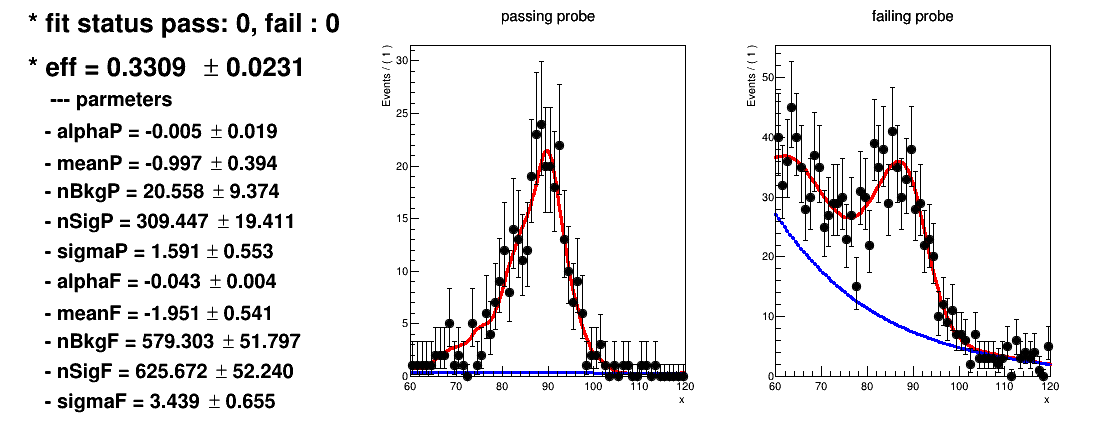 * fit status pass: 0, fail : 0
* eff = 0.3309 ± 0.0231
--- parmeters
- alphaP = -0.005 ± 0.019
- meanP = -0.997 ± 0.394
- nBkgP = 20.558 ± 9.374
- nSigP = 309.447 ± 19.411
- sigmaP = 1.591 ± 0.553
- alphaF = -0.043 ± 0.004
- meanF = -1.951 ± 0.541
- nBkgF = 579.303 ± 51.797
- nSigF = 625.672 ± 52.240
- sigmaF = 3.439 ± 0.655
passing probe
Events / ( 1 )
30
25
20
15
10
5
0
60 70 80 90 100 110 120
x
failing probe
Events / ( 1 )
50
40
30
20
10
0
60 70 80 90 100 110 120
x